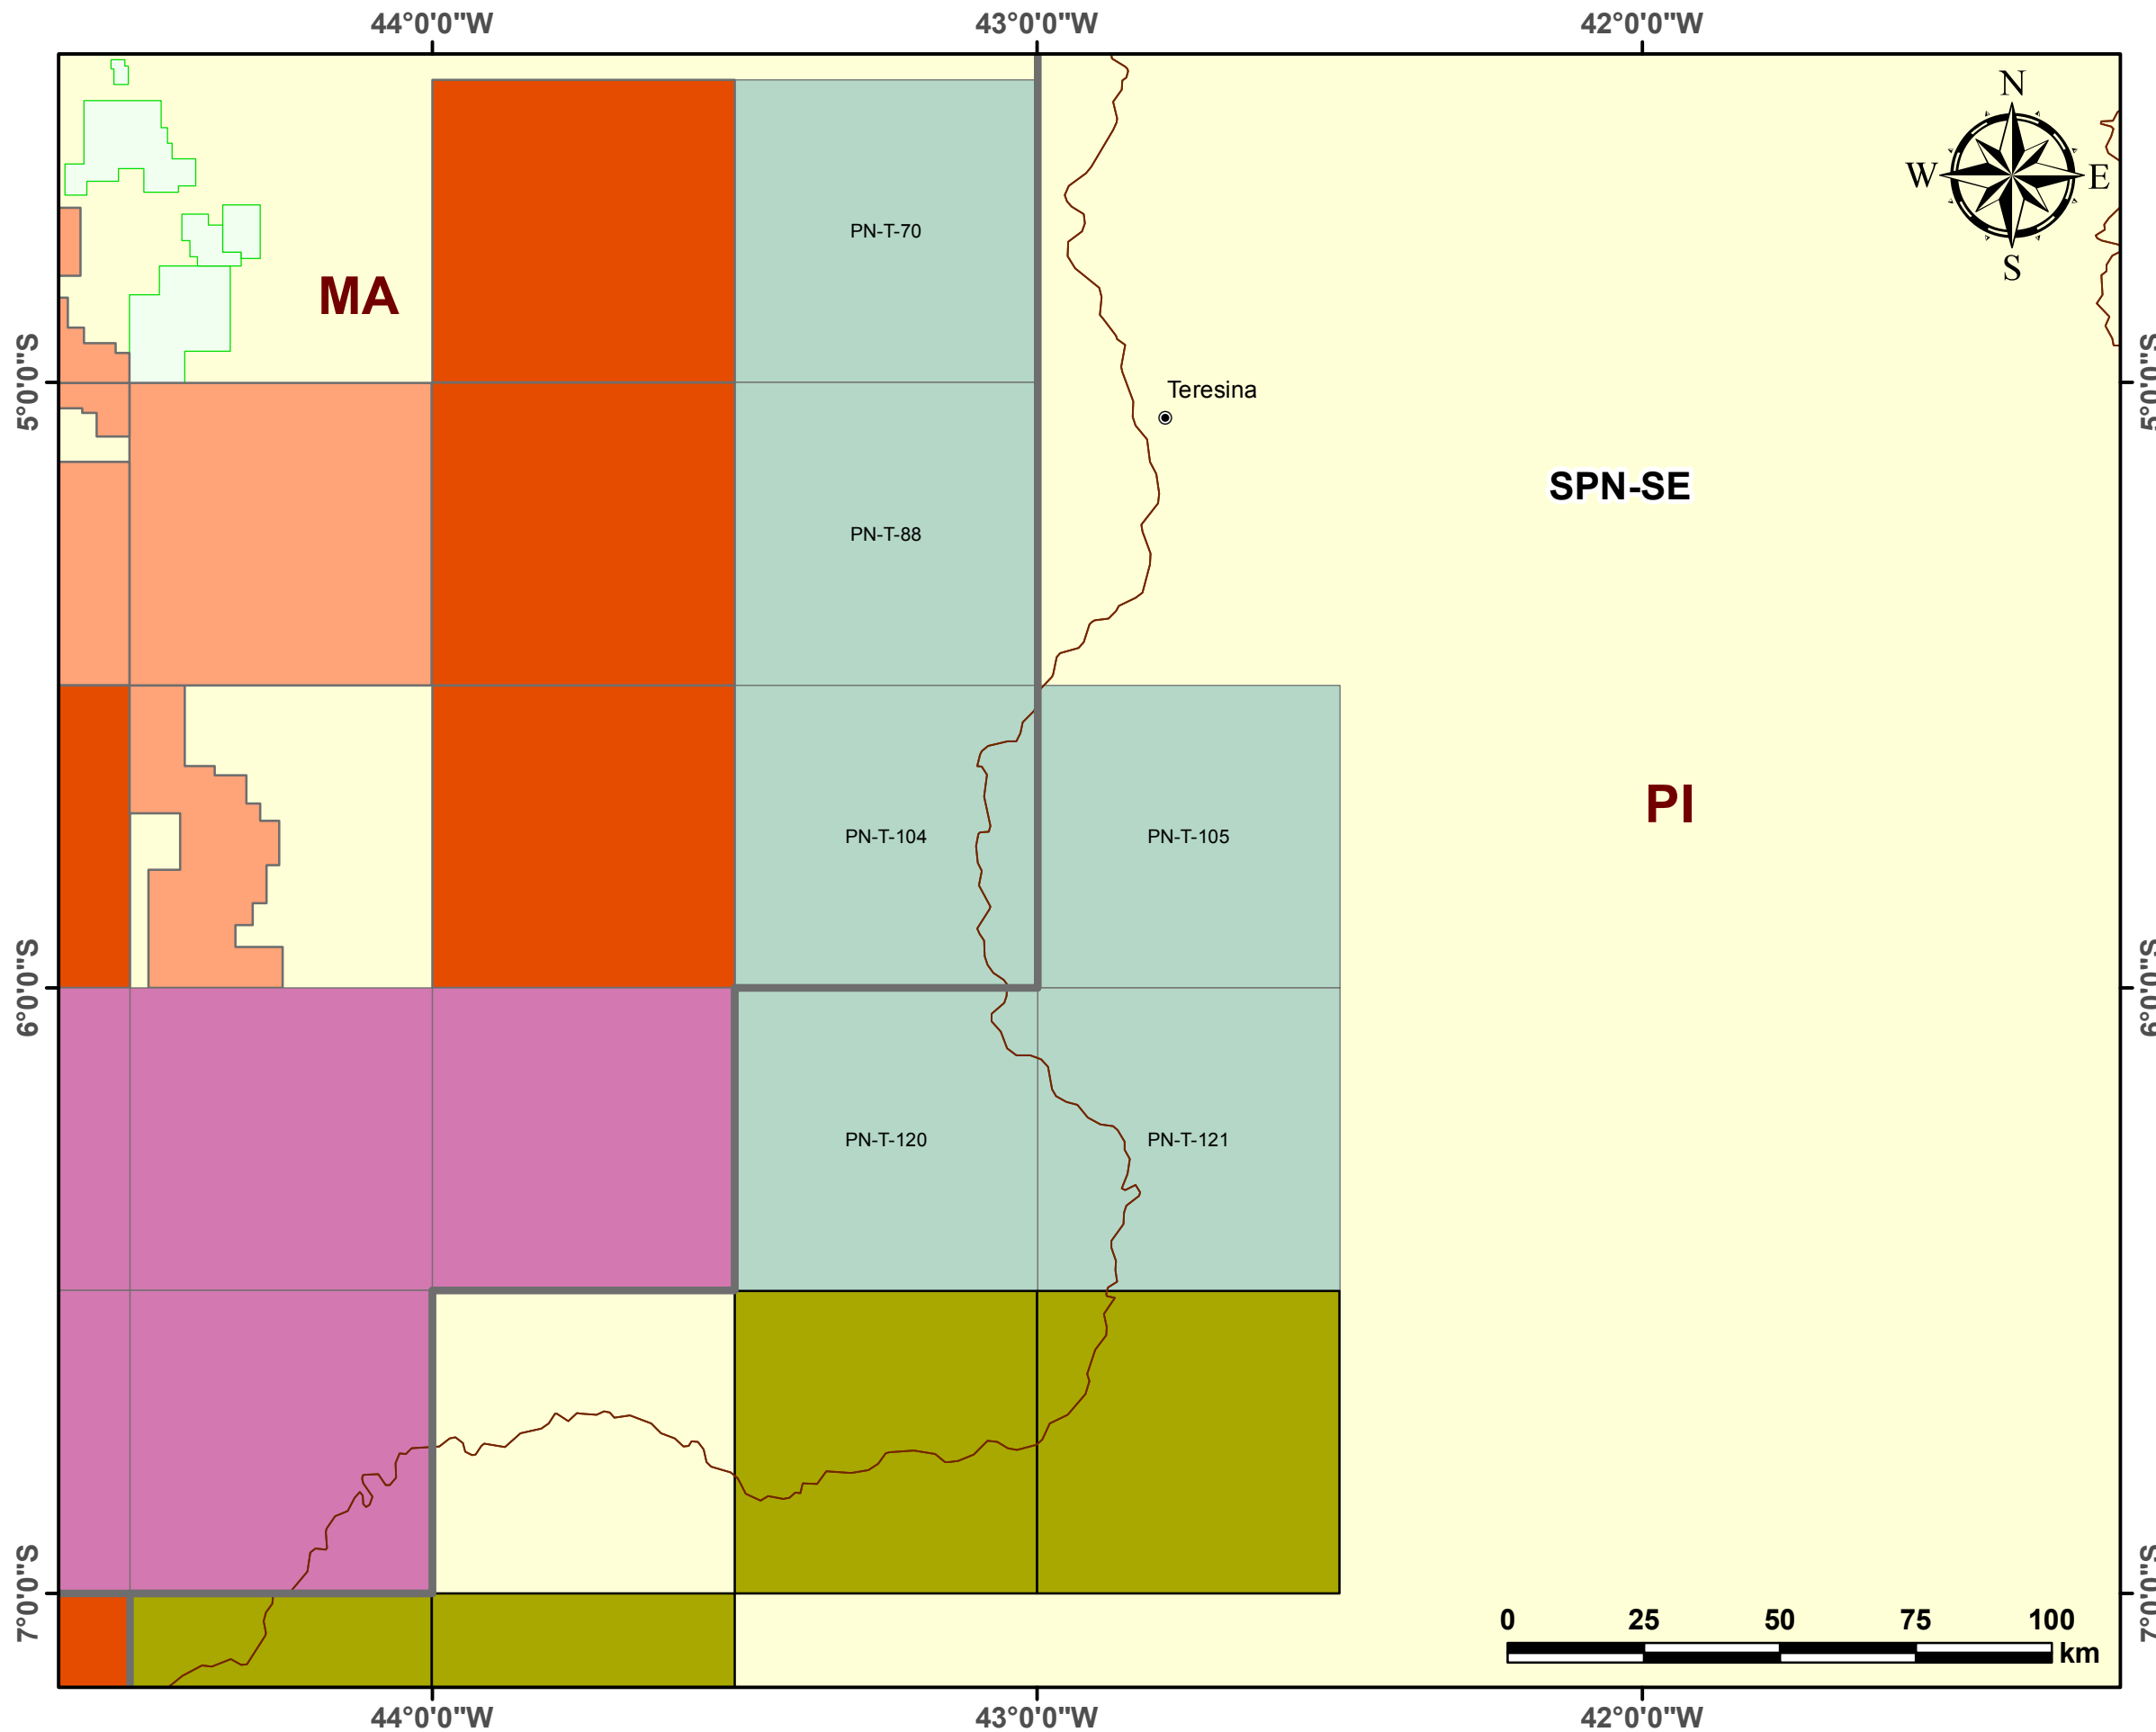 44°0'0"W 43°0'0"W 42°0'0"W
N
W E
S
PN-T-70
MA
5°0'0"S 5°0'0"S
Teresina
SPN-SE
PN-T-88
PI
PN-T-104 PN-T-105
6°0'0"S 6°0'0"S
PN-T-120 PN-T-121
7°0'0"S 7°0'0"S
0 25 50 75 100
km
44°0'0"W 43°0'0"W 42°0'0"W